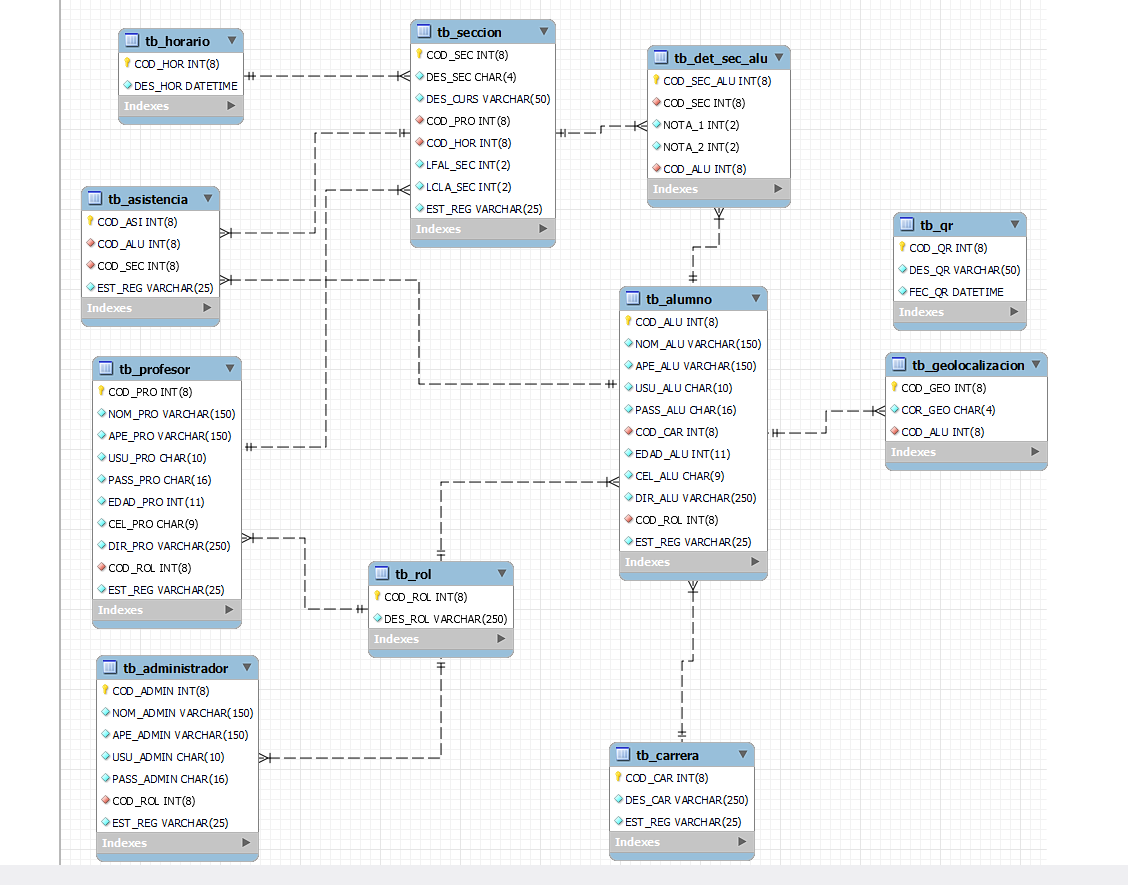 tb_horario
COD_HOR INT(8)
DES_HOR DATETIME
Indexes
tb_seccion
COD_SEC INT(8)
DES_SEC CHAR(4)
DES_CURS VARCHAR(50)
COD_PRO INT(8)
COD_HOR INT(8)
LFAL_SEC INT(2)
LCLA_SEC INT(2)
EST_REG VARCHAR(25)
Indexes
tb_det_sec_alu
COD_SEC_ALU INT(8)
COD_SEC INT(8)
NOTA_1 INT(2)
NOTA_2 INT(2)
COD_ALU INT(8)
Indexes
tb_asistencia
COD_ASI INT(8)
COD_ALU INT(8)
COD_SEC INT(8)
EST_REG VARCHAR(25)
Indexes
tb_qr
COD_QR INT(8)
DES_QR VARCHAR(50)
FEC_QR DATETIME
Indexes
tb_alumno
COD_ALU INT(8)
NOM_ALU VARCHAR(150)
APE_ALU VARCHAR(150)
USU_ALU CHAR(10)
PASS_ALU CHAR(16)
COD_CAR INT(8)
EDAD_ALU INT(11)
CEL_ALU CHAR(9)
DIR_ALU VARCHAR(250)
COD_ROL INT(8)
EST_REG VARCHAR(25)
Indexes
tb_geolocalizacion
COD_GEO INT(8)
COR_GEO CHAR(4)
COD_ALU INT(8)
Indexes
tb_profesor
COD_PRO INT(8)
NOM_PRO VARCHAR(150)
APE_PRO VARCHAR(150)
USU_PRO CHAR(10)
PASS_PRO CHAR(16)
EDAD_PRO INT(11)
CEL_PRO CHAR(9)
DIR_PRO VARCHAR(250)
COD_ROL INT(8)
EST_REG VARCHAR(25)
Indexes
tb_rol
COD_ROL INT(8)
DES_ROL VARCHAR(250)
Indexes
tb_administrador
COD_ADMIN INT(8)
NOM_ADMIN VARCHAR(150)
APE_ADMIN VARCHAR(150)
USU_ADMIN CHAR(10)
PASS_ADMIN CHAR(16)
COD_ROL INT(8)
EST_REG VARCHAR(25)
Indexes
tb_carrera
COD_CAR INT(8)
DES_CAR VARCHAR(250)
EST_REG VARCHAR(25)
Indexes